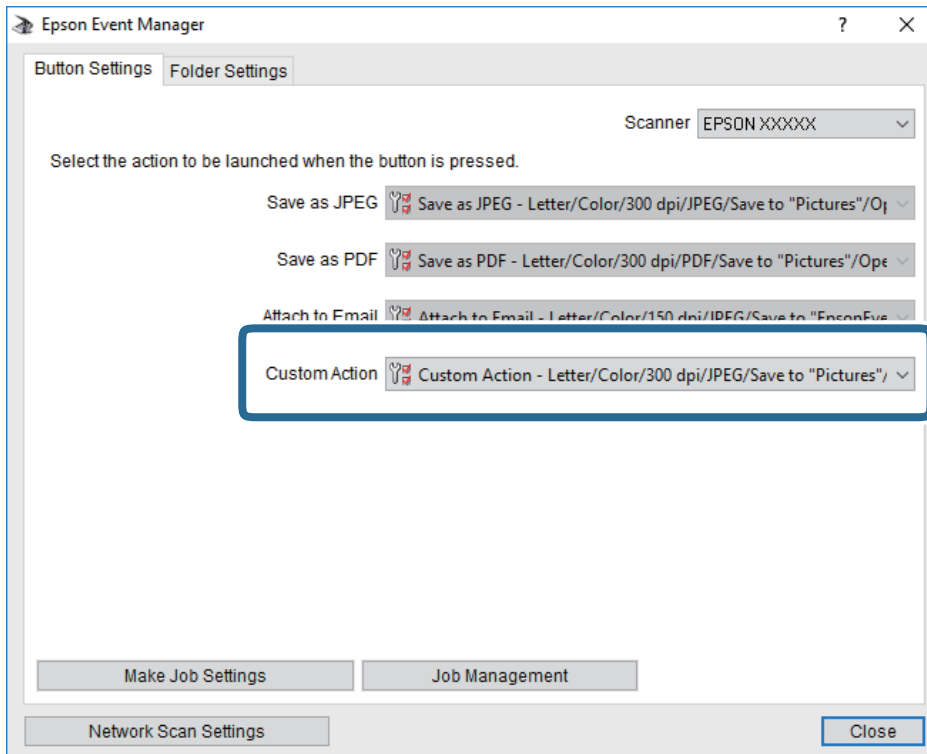 Epson Event Manager
Button Settings Folder Settings
Scanner EPSON XXXXX
Select the action to be launched when the button is pressed.
Save as JPEG Save as JPEG - Letter/Color/300 dpi/JPEG/Save to "Pictures"/Op
Save as PDF Save as PDF - Letter/Color/300 dpi/PDF/Save to "Pictures"/Ope
Attach to Email Attach to Email - Letter/Color/150 dpi/JPEG/Save to "EpsonEve
Custom Action Custom Action - Letter/Color/300 dpi/JPEG/Save to "Pictures"/
Make Job Settings Job Management
Network Scan Settings Close